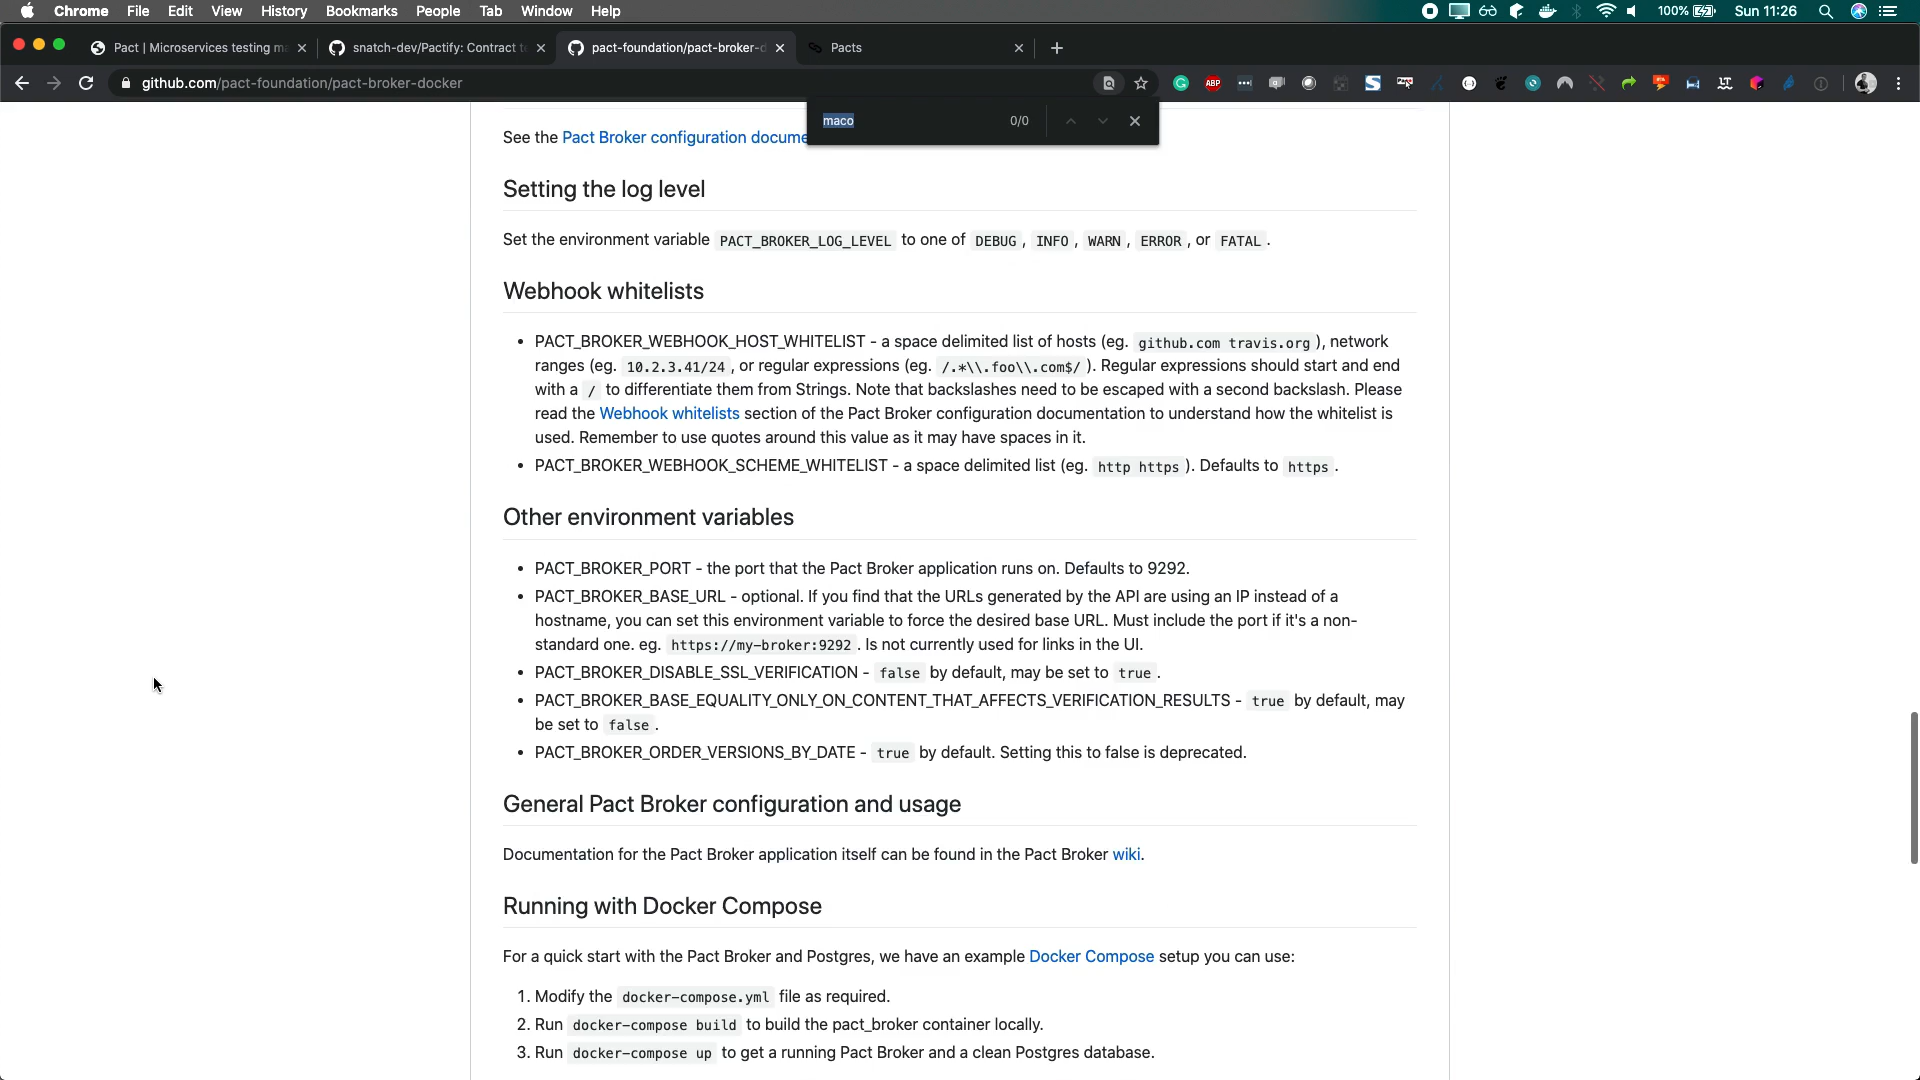 Chrome File Edit View History Bookmarks People Tab Window Help 100% Sun 11:26
Pact | Microservices testing ma snatch-dev/Pactify: Contract te pact-foundation/pact-broker-d Pacts
github.com/pact-foundation/pact-broker-docker
maco 0/0
See the Pact Broker configuration docume
Setting the log level
Set the environment variable PACT_BROKER_LOG_LEVEL to one of DEBUG , INFO , WARN , ERROR , or FATAL .
Webhook whitelists
• PACT_BROKER_WEBHOOK_HOST_WHITELIST - a space delimited list of hosts (eg. github.com travis.org ), network
ranges (eg. 10.2.3.41/24 , or regular expressions (eg. /.*\\.foo\\.com$/ ). Regular expressions should start and end
with a / to differentiate them from Strings. Note that backslashes need to be escaped with a second backslash. Please
read the Webhook whitelists section of the Pact Broker configuration documentation to understand how the whitelist is
used. Remember to use quotes around this value as it may have spaces in it.
• PACT_BROKER_WEBHOOK_SCHEME_WHITELIST - a space delimited list (eg. http https ). Defaults to https .
Other environment variables
• PACT_BROKER_PORT - the port that the Pact Broker application runs on. Defaults to 9292.
• PACT_BROKER_BASE_URL - optional. If you find that the URLs generated by the API are using an IP instead of a
hostname, you can set this environment variable to force the desired base URL. Must include the port if it's a non-
standard one. eg. https://my-broker:9292 . Is not currently used for links in the UI.
• PACT_BROKER_DISABLE_SSL_VERIFICATION - false by default, may be set to true .
• PACT_BROKER_BASE_EQUALITY_ONLY_ON_CONTENT_THAT_AFFECTS_VERIFICATION_RESULTS - true by default, may
be set to false .
• PACT_BROKER_ORDER_VERSIONS_BY_DATE - true by default. Setting this to false is deprecated.
General Pact Broker configuration and usage
Documentation for the Pact Broker application itself can be found in the Pact Broker wiki.
Running with Docker Compose
For a quick start with the Pact Broker and Postgres, we have an example Docker Compose setup you can use:
1. Modify the docker-compose.yml file as required.
2. Run docker-compose build to build the pact_broker container locally.
3. Run docker-compose up to get a running Pact Broker and a clean Postgres database.